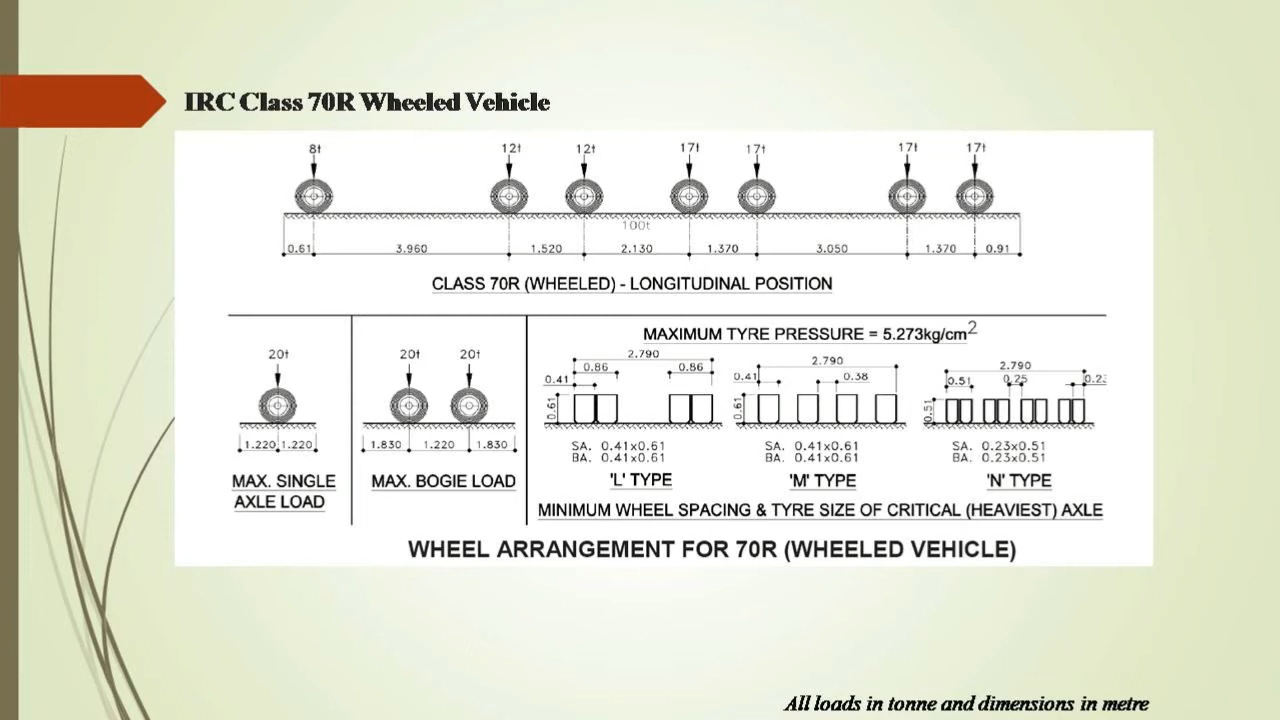 IRC Class 70R Wheeled Vehicle
8t 12t 12t 17t 17t 17t 17t
100t
0.61 3.960 1.520 2.130 1.370 3.050 1.370 0.91
CLASS 70R (WHEELED) - LONGITUDINAL POSITION
MAXIMUM TYRE PRESSURE = 5.273kg/cm2
20t
1.220 1.220
MAX. SINGLE
AXLE LOAD
20t 20t
1.830 1.220 1.830
MAX. BOGIE LOAD
2.790
0.86 0.86
0.41
0.61
SA. 0.41x0.61
BA. 0.41x0.61
'L' TYPE
2.790
0.41 0.38
0.61
SA. 0.41x0.61
BA. 0.41x0.61
'M' TYPE
2.790
0.51 0.25
0.51
SA. 0.23x0.51
BA. 0.23x0.51
'N' TYPE
MINIMUM WHEEL SPACING & TYRE SIZE OF CRITICAL (HEAVIEST) AXLE
WHEEL ARRANGEMENT FOR 70R (WHEELED VEHICLE)
All loads in tonne and dimensions in metre